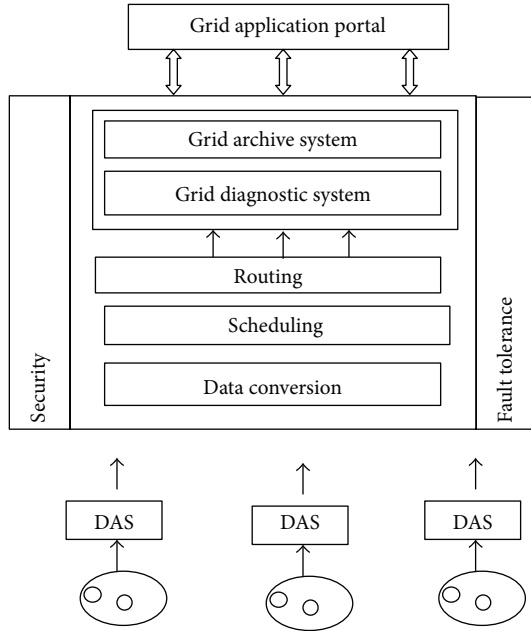 Grid application portal
Grid archive system
Grid diagnostic system
Routing
Scheduling
Data conversion
Security
Fault tolerance
DAS
DAS
DAS